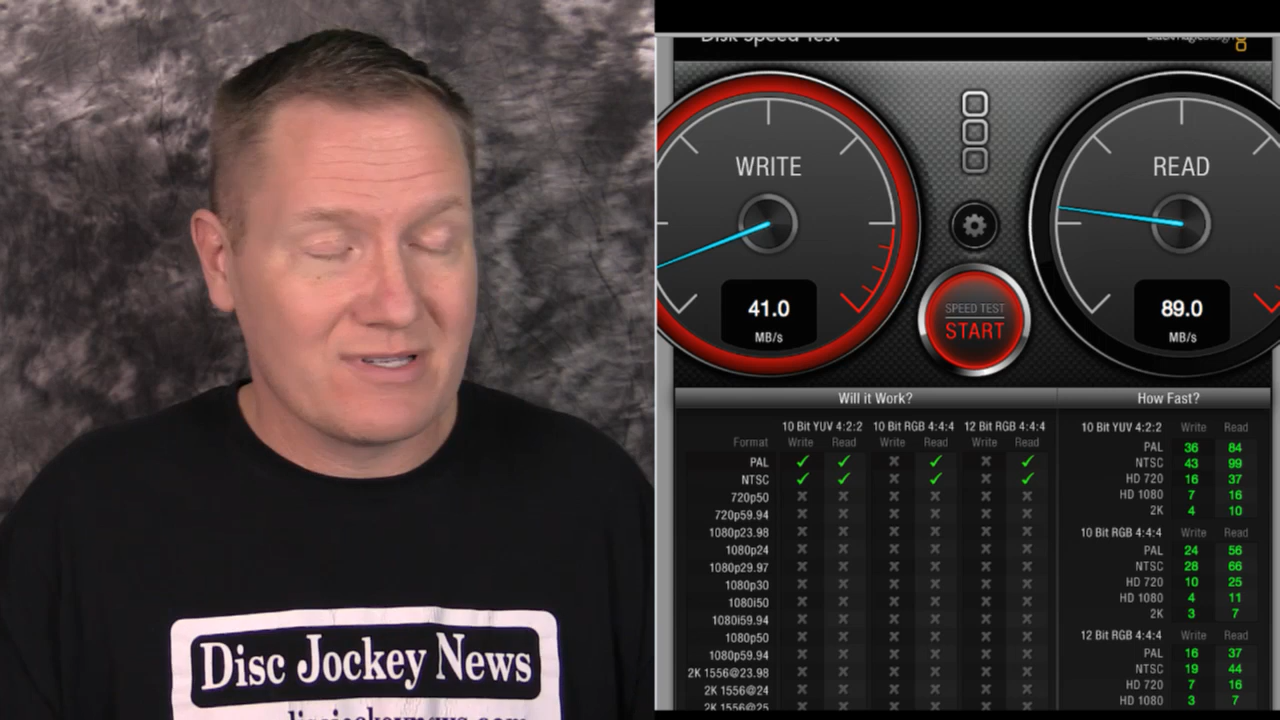 Disc Jockey News
discjockeynews.com
Disk Speed Test
Blackmagicdesign
WRITE
41.0
MB/s
SPEED TEST
START
READ
89.0
MB/s
Will it Work?
10 Bit YUV 4:2:2 10 Bit RGB 4:4:4 12 Bit RGB 4:4:4
Format Write Read Write Read Write Read
PAL ✓ ✓ ✗ ✓ ✗ ✓
NTSC ✓ ✓ ✗ ✓ ✗ ✓
720p50 ✗ ✗ ✗ ✗ ✗ ✗
720p59.94 ✗ ✗ ✗ ✗ ✗ ✗
1080p23.98 ✗ ✗ ✗ ✗ ✗ ✗
1080p24 ✗ ✗ ✗ ✗ ✗ ✗
1080p29.97 ✗ ✗ ✗ ✗ ✗ ✗
1080p30 ✗ ✗ ✗ ✗ ✗ ✗
1080i50 ✗ ✗ ✗ ✗ ✗ ✗
1080i59.94 ✗ ✗ ✗ ✗ ✗ ✗
1080p50 ✗ ✗ ✗ ✗ ✗ ✗
1080p59.94 ✗ ✗ ✗ ✗ ✗ ✗
2K 1556@23.98 ✗ ✗ ✗ ✗ ✗ ✗
2K 1556@24 ✗ ✗ ✗ ✗ ✗ ✗
2K 1556@25 ✗ ✗ ✗ ✗ ✗ ✗
How Fast?
10 Bit YUV 4:2:2 Write Read
PAL 36 84
NTSC 43 99
HD 720 16 37
HD 1080 7 16
2K 4 10
10 Bit RGB 4:4:4 Write Read
PAL 24 56
NTSC 28 66
HD 720 10 25
HD 1080 4 11
2K 3 7
12 Bit RGB 4:4:4 Write Read
PAL 16 37
NTSC 19 44
HD 720 7 16
HD 1080 3 7